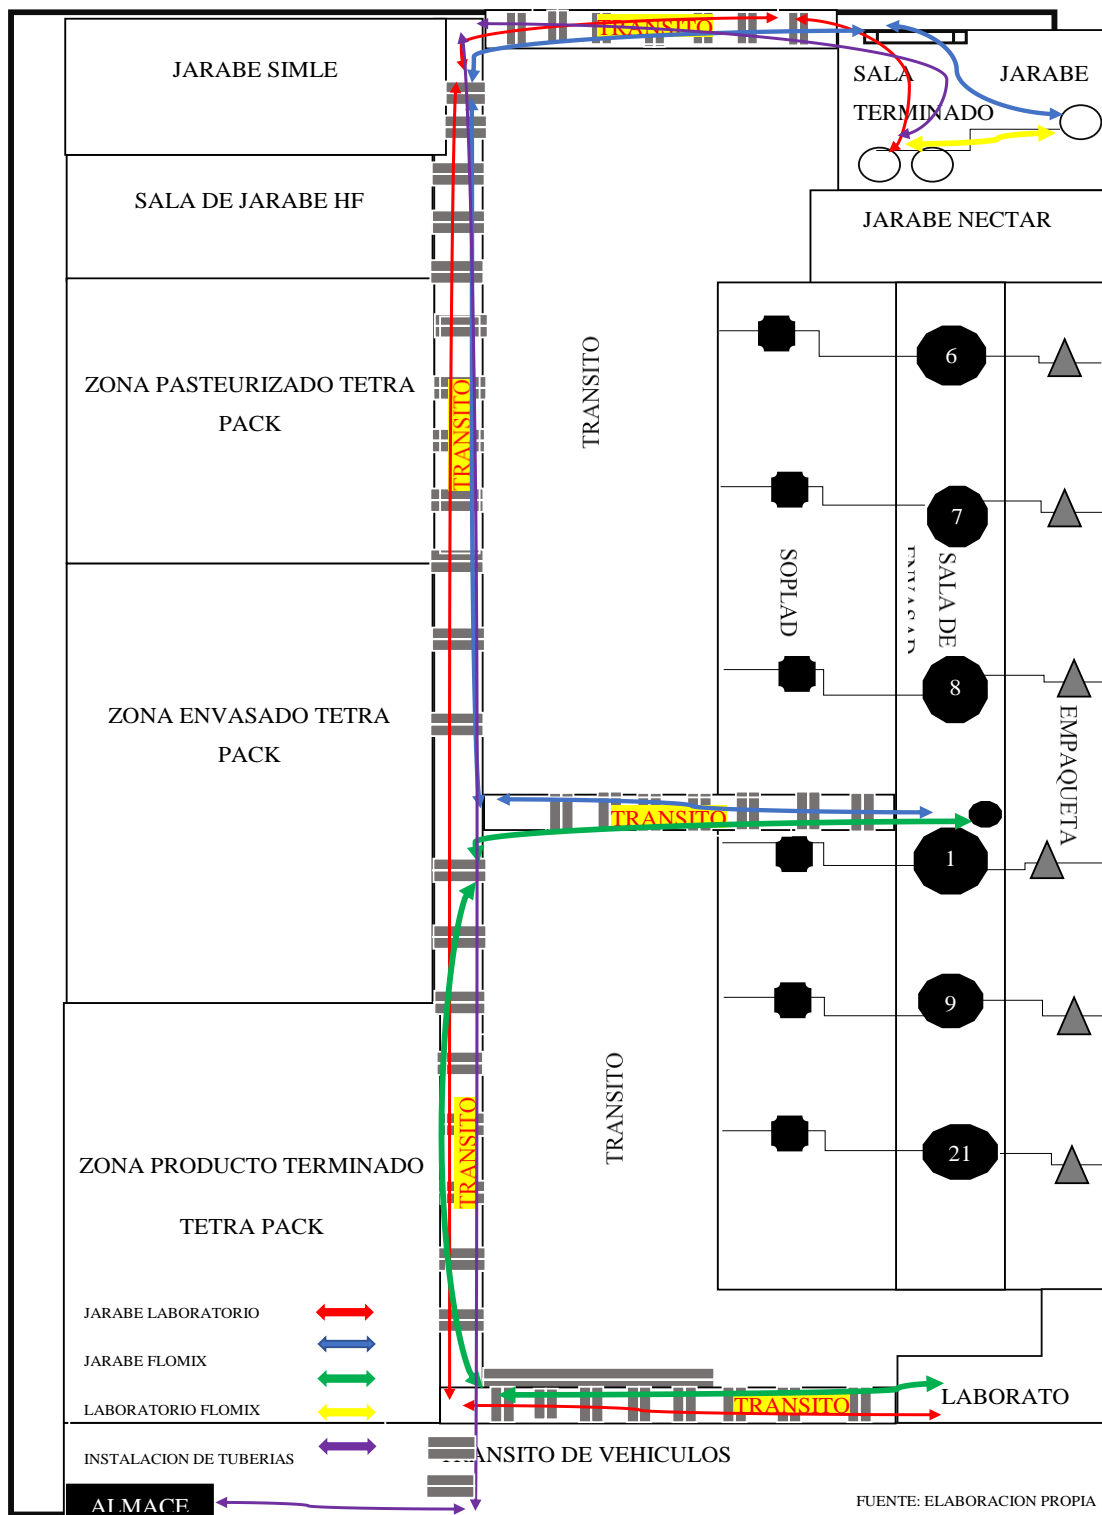 TRANSITO
JARABE SIMLE
SALA JARABE
TERMINADO
SALA DE JARABE HF
JARABE NECTAR
TRANSITO
6
ZONA PASTEURIZADO TETRA
PACK
TRANSITO
7
SOPLAD
SALA DE
8
ZONA ENVASADO TETRA
PACK
EMPAQUETA
TRANSITO
1
9
TRANSITO
TRANSITO
21
ZONA PRODUCTO TERMINADO
TETRA PACK
JARABE LABORATORIO
JARABE FLOMIX
LABORATORIO FLOMIX
INSTALACION DE TUBERIAS
TRANSITO
LABORATO
ANSITO DE VEHICULOS
ALMACE
FUENTE: ELABORACION PROPIA